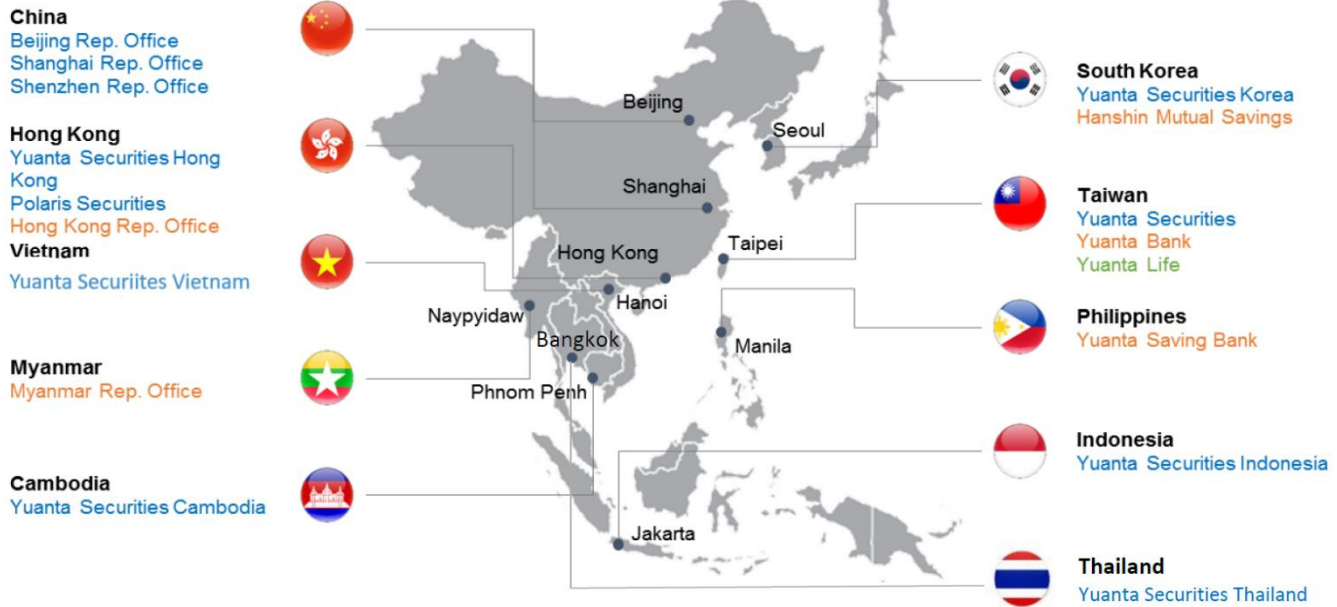 China
Beijing Rep. Office
Shanghai Rep. Office
Shenzhen Rep. Office
Hong Kong
Yuanta Securities Hong
Kong
Polaris Securities
Hong Kong Rep. Office
Vietnam
Yuanta Securiites Vietnam
Myanmar
Myanmar Rep. Office
Cambodia
Yuanta Securities Cambodia
Beijing
Seoul
Shanghai
Taipei
Hong Kong
Hanoi
Naypyidaw
Bangkok
Manila
Phnom Penh
Jakarta
South Korea
Yuanta Securities Korea
Hanshin Mutual Savings
Taiwan
Yuanta Securities
Yuanta Bank
Yuanta Life
Philippines
Yuanta Saving Bank
Indonesia
Yuanta Securities Indonesia
Thailand
Yuanta Securities Thailand